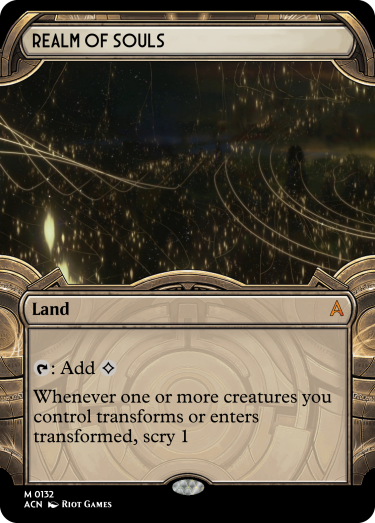 REALM OF SOULS
Land
: Add
Whenever one or more creatures you
control transforms or enters
transformed, scry 1
M 0132
ACN RIOT GAMES